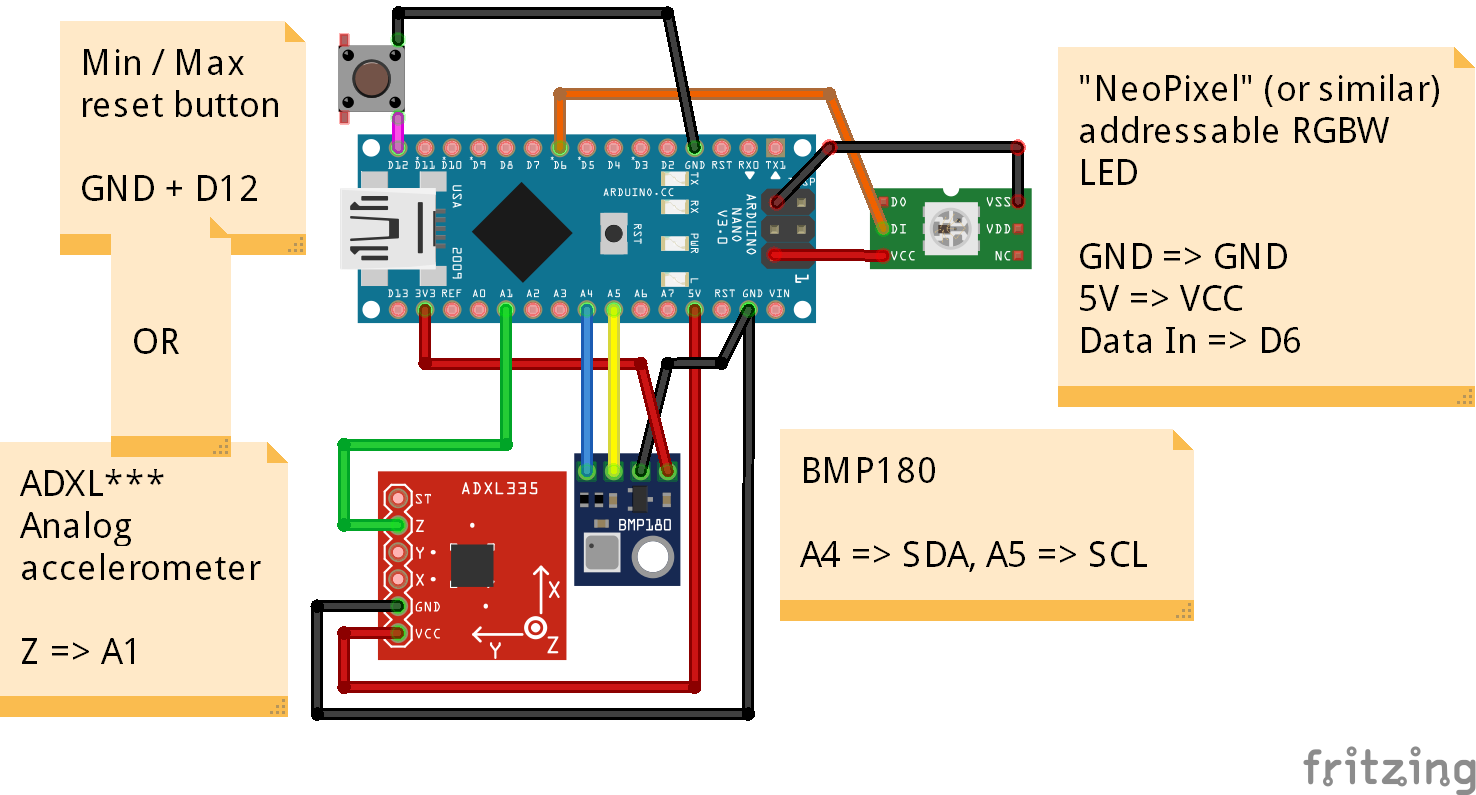 Min / Max
reset button
GND + D12
OR
ADXL***
Analog
accelerometer
Z => A1
"NeoPixel" (or similar)
addressable RGBW
LED
GND => GND
5V => VCC
Data In => D6
BMP180
A4 => SDA, A5 => SCL
D12 D11 D10 D9 D8 D7 D6 D5 D4 D3 D2 GND RST RX0 TX1
ARDUINO.CC
TX
RX
PWR
L
RST
USA
2009
ARDUINO
NANO
V3.0
1
D13 3V3 REF A0 A1 A2 A3 A4 A5 A6 A7 5V RST GND VIN
DO VSS
DI VDD
VCC NC
ADXL335
ST
Z
Y
X
GND
VCC
X
Y
Z
BMP180
fritzing